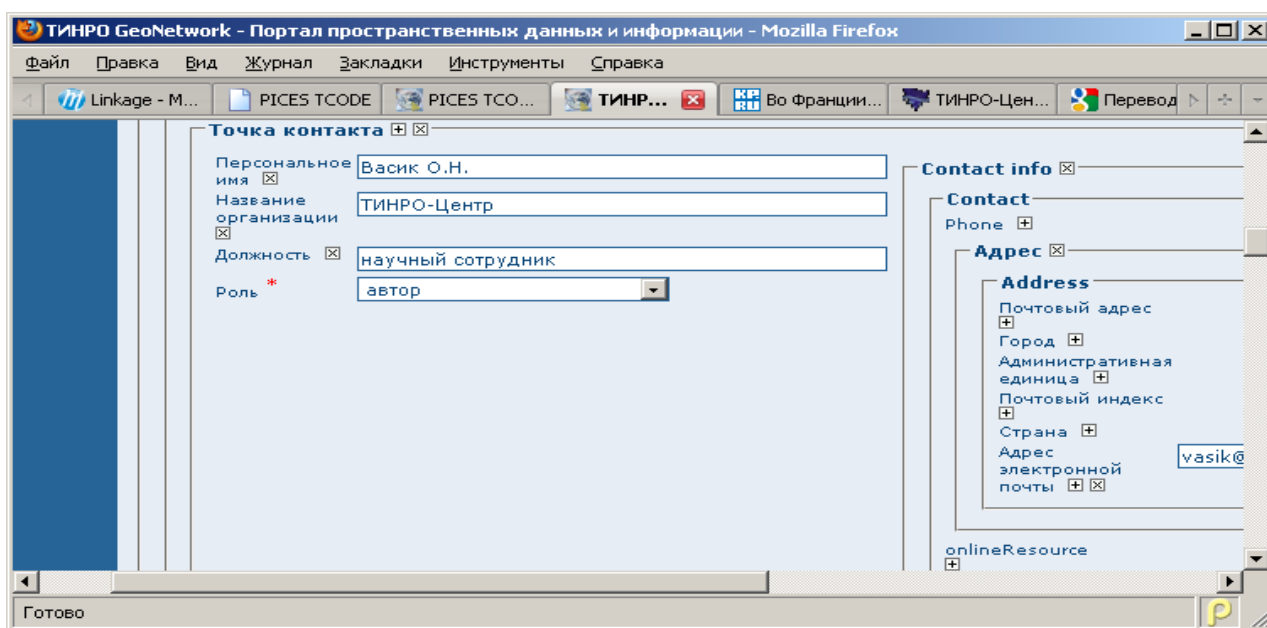 ТИНРО GeoNetwork - Портал пространственных данных и информации - Mozilla Firefox
Файл Правка Вид Журнал Закладки Инструменты Справка
Linkage - M... PICES TCODE PICES TCO... ТИНР... Во Франции... ТИНРО-Цен... Перевод
Точка контакта
Персональное
имя
Васик О.Н.
Название
организации
ТИНРО-Центр
Должность
научный сотрудник
Роль *
автор
Contact info
Contact
Phone
Адрес
Address
Почтовый адрес
Город
Административная
единица
Почтовый индекс
Страна
Адрес
электронной
почты
vasik@
onlineResource
Готово